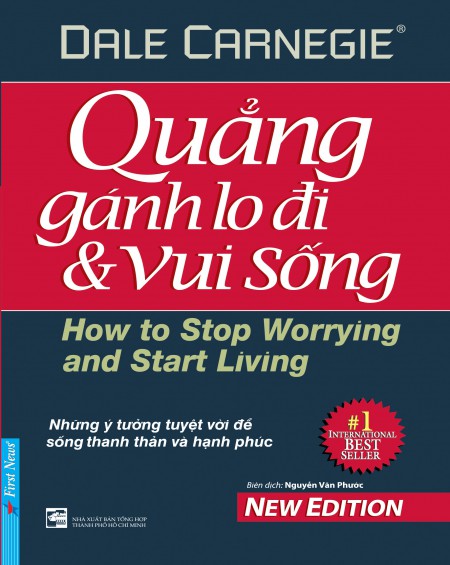 DALE CARNEGIE®
Quẳng
gánh lo đi
& vui sống
How to Stop Worrying
and Start Living
Những ý tưởng tuyệt vời để
sống thanh thản và hạnh phúc
#1
INTERNATIONAL
BEST
SELLER
Biên dịch: Nguyễn Văn Phước
NEW EDITION
First News®
NHÀ XUẤT BẢN TỔNG HỢP
THÀNH PHỐ HỒ CHÍ MINH